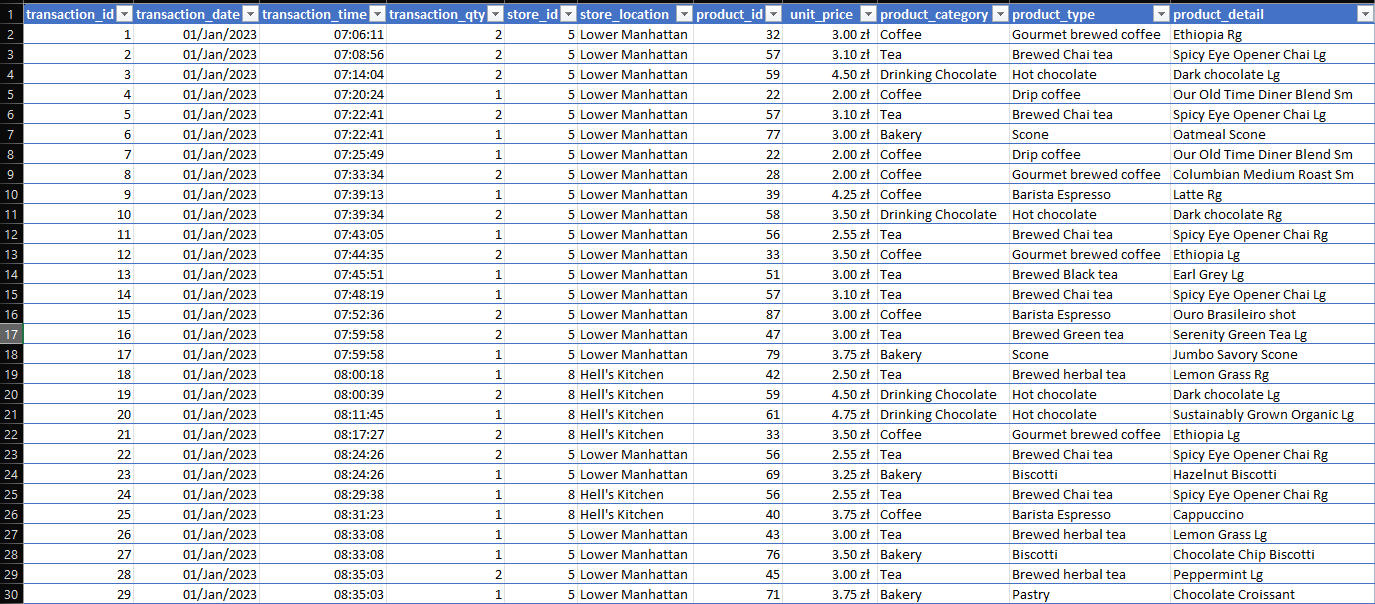 1 transaction_id transaction_date transaction_time transaction_qty store_id store_location product_id unit_price product_category product_type product_detail
2 1 01/Jan/2023 07:06:11 2 5 Lower Manhattan 32 3.00 zł Coffee Gourmet brewed coffee Ethiopia Rg
3 2 01/Jan/2023 07:08:56 2 5 Lower Manhattan 57 3.10 zł Tea Brewed Chai tea Spicy Eye Opener Chai Lg
4 3 01/Jan/2023 07:14:04 2 5 Lower Manhattan 59 4.50 zł Drinking Chocolate Hot chocolate Dark chocolate Lg
5 4 01/Jan/2023 07:20:24 1 5 Lower Manhattan 22 2.00 zł Coffee Drip coffee Our Old Time Diner Blend Sm
6 5 01/Jan/2023 07:22:41 2 5 Lower Manhattan 57 3.10 zł Tea Brewed Chai tea Spicy Eye Opener Chai Lg
7 6 01/Jan/2023 07:22:41 1 5 Lower Manhattan 77 3.00 zł Bakery Scone Oatmeal Scone
8 7 01/Jan/2023 07:25:49 1 5 Lower Manhattan 22 2.00 zł Coffee Drip coffee Our Old Time Diner Blend Sm
9 8 01/Jan/2023 07:33:34 2 5 Lower Manhattan 28 2.00 zł Coffee Gourmet brewed coffee Columbian Medium Roast Sm
10 9 01/Jan/2023 07:39:13 1 5 Lower Manhattan 39 4.25 zł Coffee Barista Espresso Latte Rg
11 10 01/Jan/2023 07:39:34 2 5 Lower Manhattan 58 3.50 zł Drinking Chocolate Hot chocolate Dark chocolate Rg
12 11 01/Jan/2023 07:43:05 1 5 Lower Manhattan 56 2.55 zł Tea Brewed Chai tea Spicy Eye Opener Chai Rg
13 12 01/Jan/2023 07:44:35 2 5 Lower Manhattan 33 3.50 zł Coffee Gourmet brewed coffee Ethiopia Lg
14 13 01/Jan/2023 07:45:51 1 5 Lower Manhattan 51 3.00 zł Tea Brewed Black tea Earl Grey Lg
15 14 01/Jan/2023 07:48:19 1 5 Lower Manhattan 57 3.10 zł Tea Brewed Chai tea Spicy Eye Opener Chai Lg
16 15 01/Jan/2023 07:52:36 2 5 Lower Manhattan 87 3.00 zł Coffee Barista Espresso Ouro Brasileiro shot
17 16 01/Jan/2023 07:59:58 2 5 Lower Manhattan 47 3.00 zł Tea Brewed Green tea Serenity Green Tea Lg
18 17 01/Jan/2023 07:59:58 1 5 Lower Manhattan 79 3.75 zł Bakery Scone Jumbo Savory Scone
19 18 01/Jan/2023 08:00:18 1 8 Hell's Kitchen 42 2.50 zł Tea Brewed herbal tea Lemon Grass Rg
20 19 01/Jan/2023 08:00:39 2 8 Hell's Kitchen 59 4.50 zł Drinking Chocolate Hot chocolate Dark chocolate Lg
21 20 01/Jan/2023 08:11:45 1 8 Hell's Kitchen 61 4.75 zł Drinking Chocolate Hot chocolate Sustainably Grown Organic Lg
22 21 01/Jan/2023 08:17:27 2 8 Hell's Kitchen 33 3.50 zł Coffee Gourmet brewed coffee Ethiopia Lg
23 22 01/Jan/2023 08:24:26 2 5 Lower Manhattan 56 2.55 zł Tea Brewed Chai tea Spicy Eye Opener Chai Rg
24 23 01/Jan/2023 08:24:26 1 5 Lower Manhattan 69 3.25 zł Bakery Biscotti Hazelnut Biscotti
25 24 01/Jan/2023 08:29:38 1 8 Hell's Kitchen 56 2.55 zł Tea Brewed Chai tea Spicy Eye Opener Chai Rg
26 25 01/Jan/2023 08:31:23 1 8 Hell's Kitchen 40 3.75 zł Coffee Barista Espresso Cappuccino
27 26 01/Jan/2023 08:33:08 1 5 Lower Manhattan 43 3.00 zł Tea Brewed herbal tea Lemon Grass Lg
28 27 01/Jan/2023 08:33:08 1 5 Lower Manhattan 76 3.50 zł Bakery Biscotti Chocolate Chip Biscotti
29 28 01/Jan/2023 08:35:03 2 5 Lower Manhattan 45 3.00 zł Tea Brewed herbal tea Peppermint Lg
30 29 01/Jan/2023 08:35:03 1 5 Lower Manhattan 71 3.75 zł Bakery Pastry Chocolate Croissant